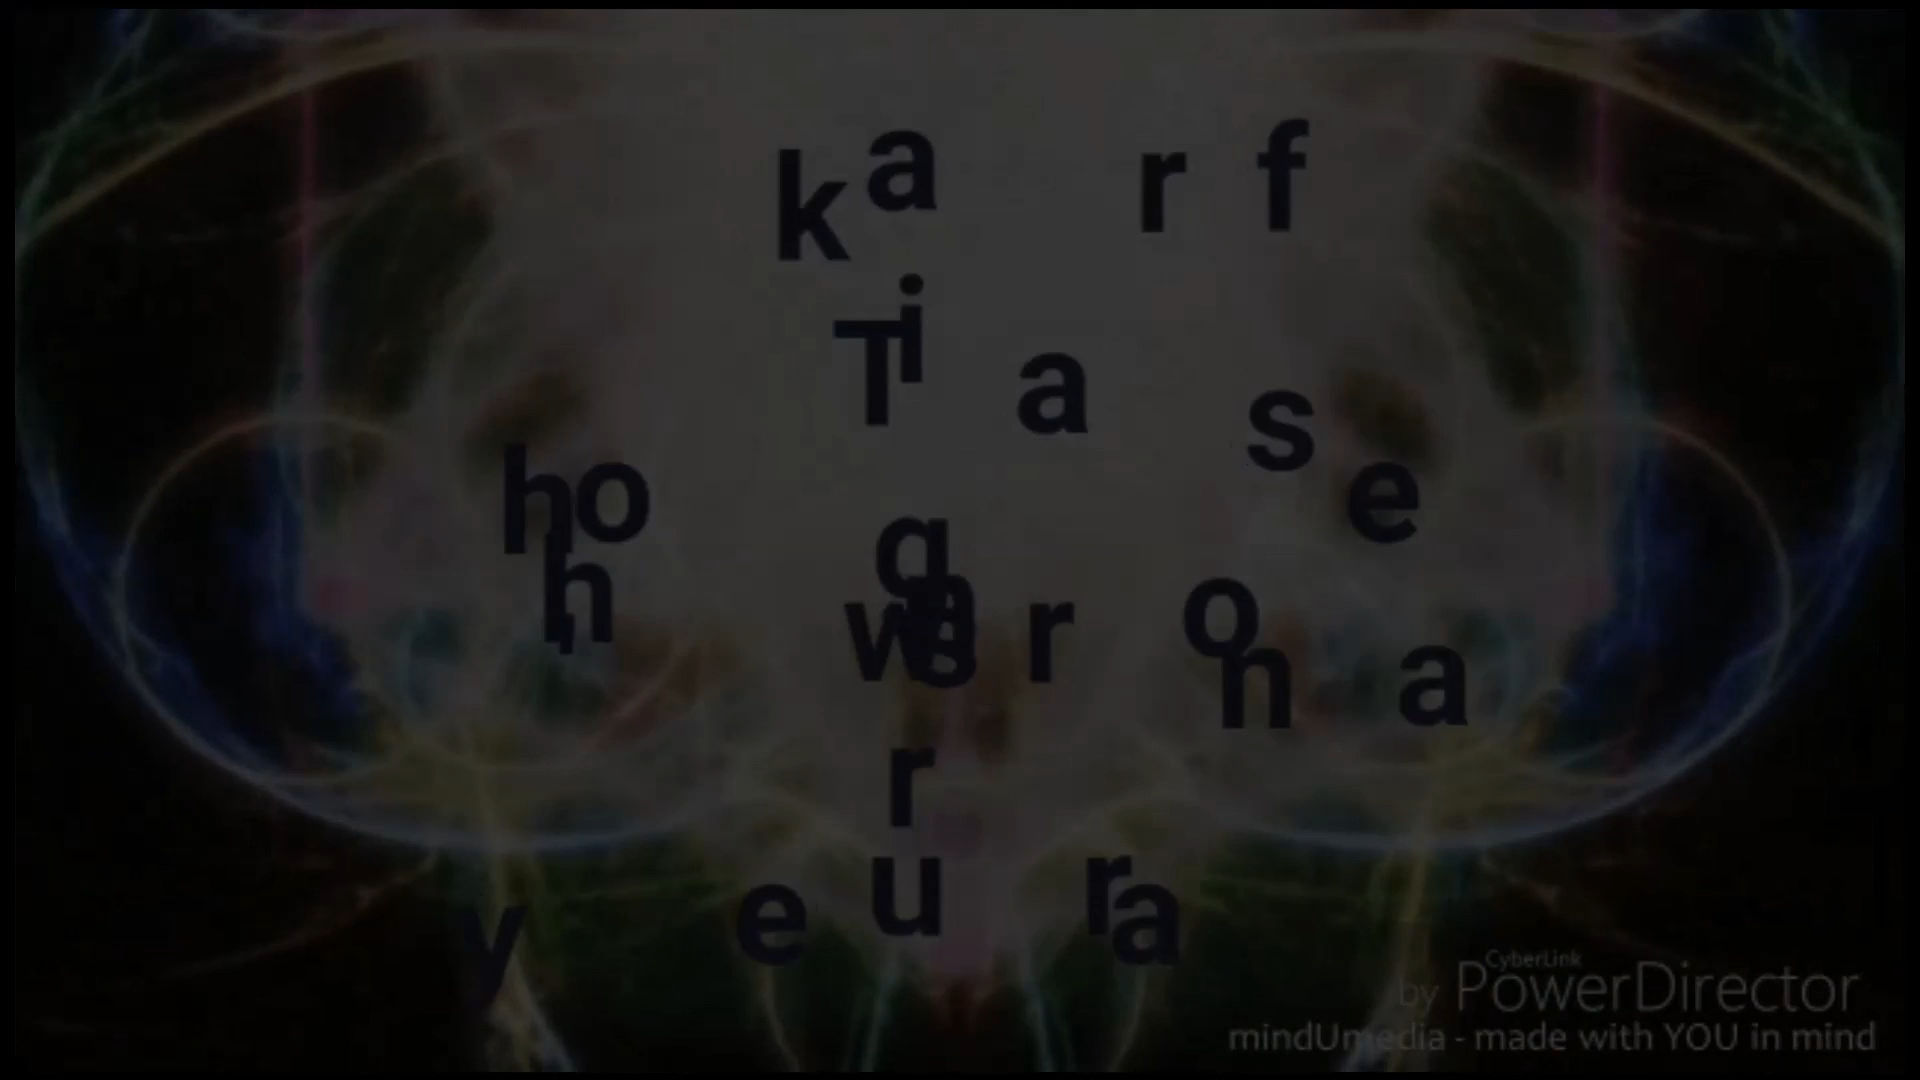 k a r f
T i a
s
h o e
g
h w s r o
n a
r
y e u r a
CyberLink
by PowerDirector
mindUmedia - made with YOU in mind